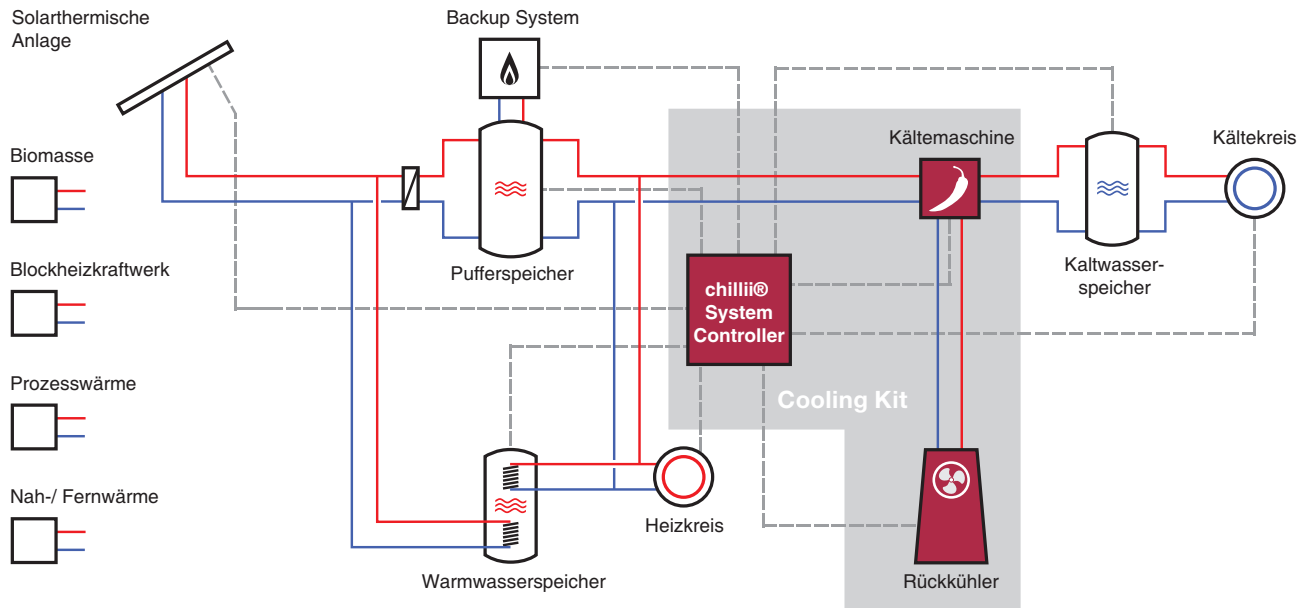 Solarthermische
Anlage
Backup System
Biomasse
Kältemaschine
Kältekreis
Blockheizkraftwerk
Pufferspeicher
Kaltwasser-
speicher
chillii®
System
Controller
Prozesswärme
Cooling Kit
Nah-/ Fernwärme
Heizkreis
Warmwasserspeicher
Rückkühler